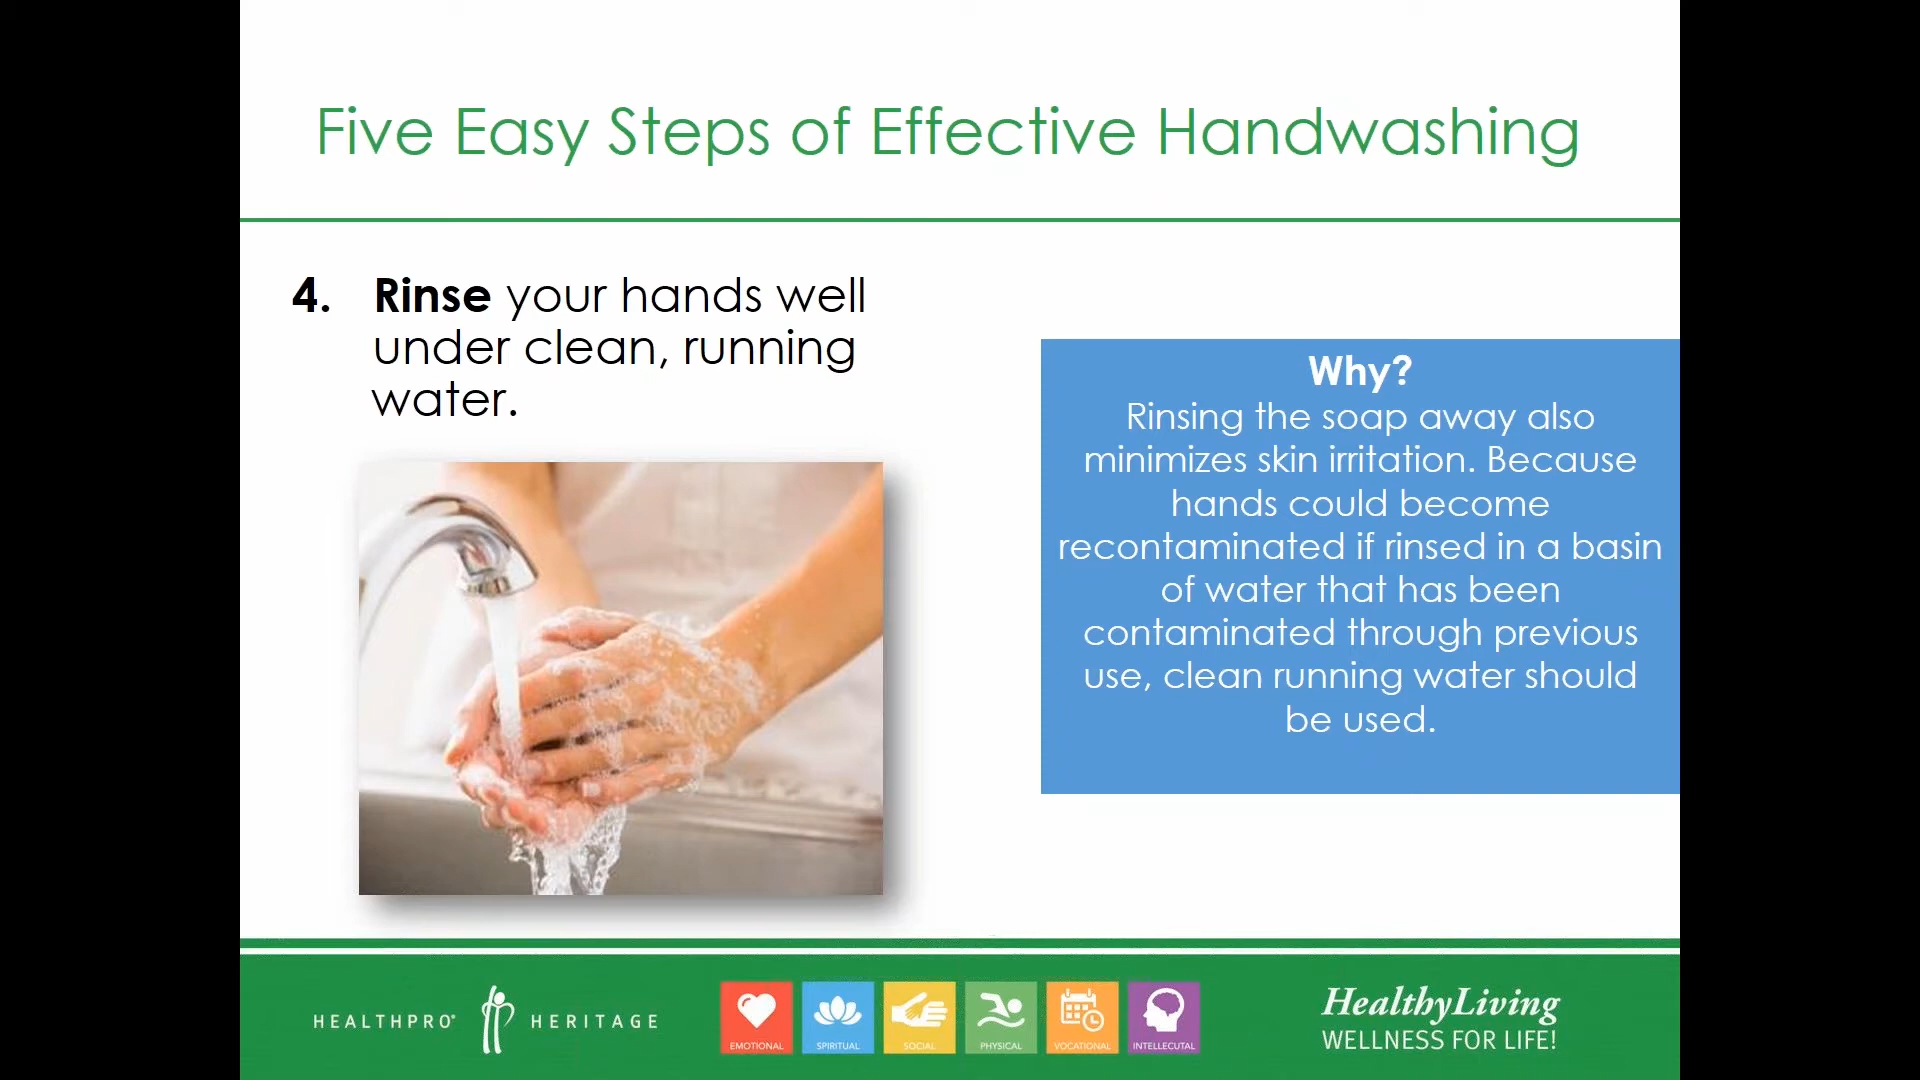 Five Easy Steps of Effective Handwashing
4. Rinse your hands well
under clean, running
water.
Why?
Rinsing the soap away also
minimizes skin irritation. Because
hands could become
recontaminated if rinsed in a basin
of water that has been
contaminated through previous
use, clean running water should
be used.
HEALTHPRO® HERITAGE
EMOTIONAL
SPIRITUAL
SOCIAL
PHYSICAL
VOCATIONAL
INTELLECUTAL
HealthyLiving
WELLNESS FOR LIFE!